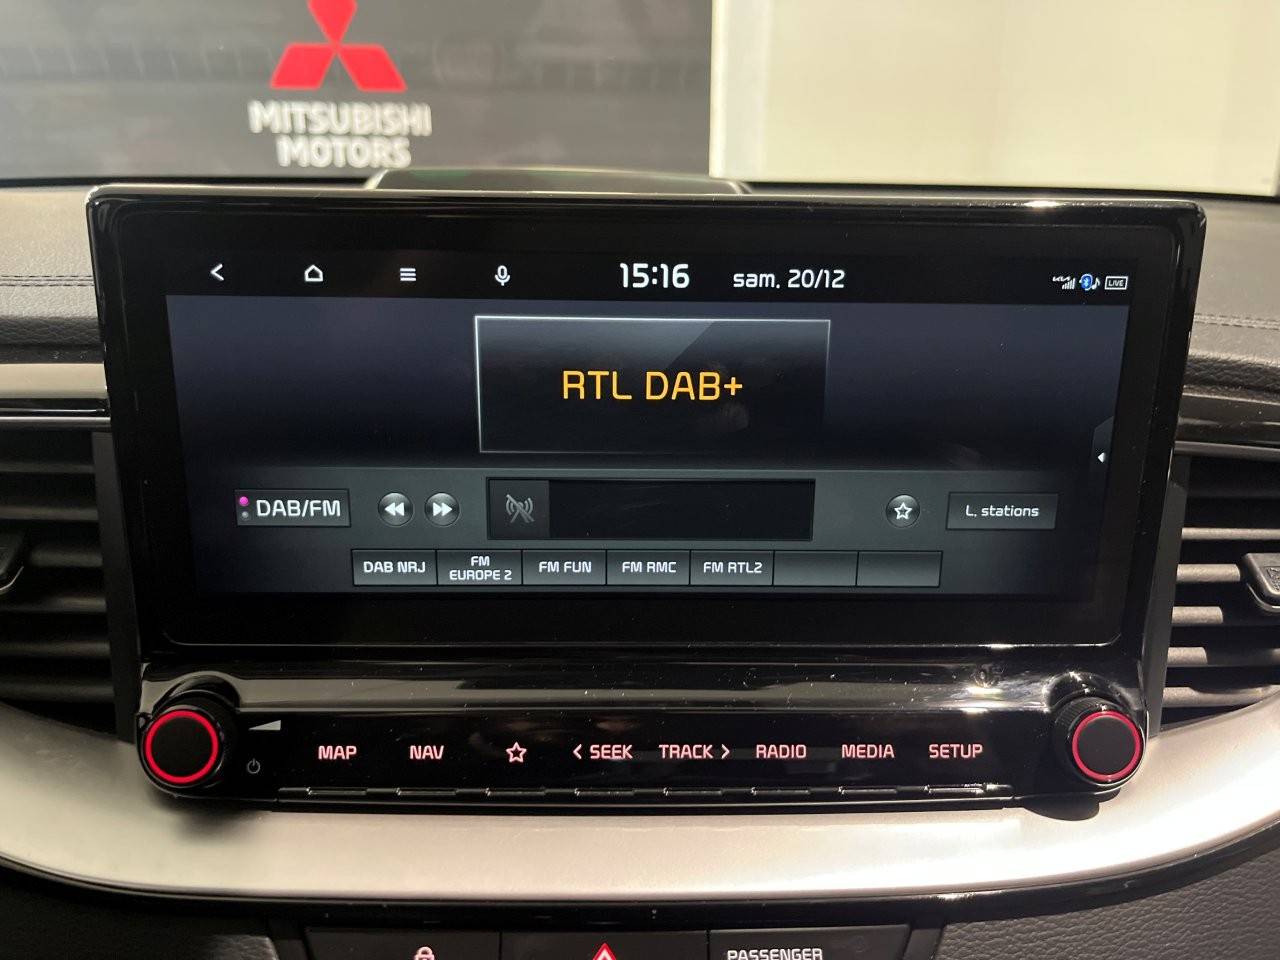 MITSUBISHI
MOTORS
15:16
sam. 20/12
LIVE
RTL DAB+
DAB/FM
L. stations
DAB NRJ
FM
EUROPE 2
FM FUN
FM RMC
FM RTL2
MAP
NAV
SEEK
TRACK
RADIO
MEDIA
SETUP
PASSENGER